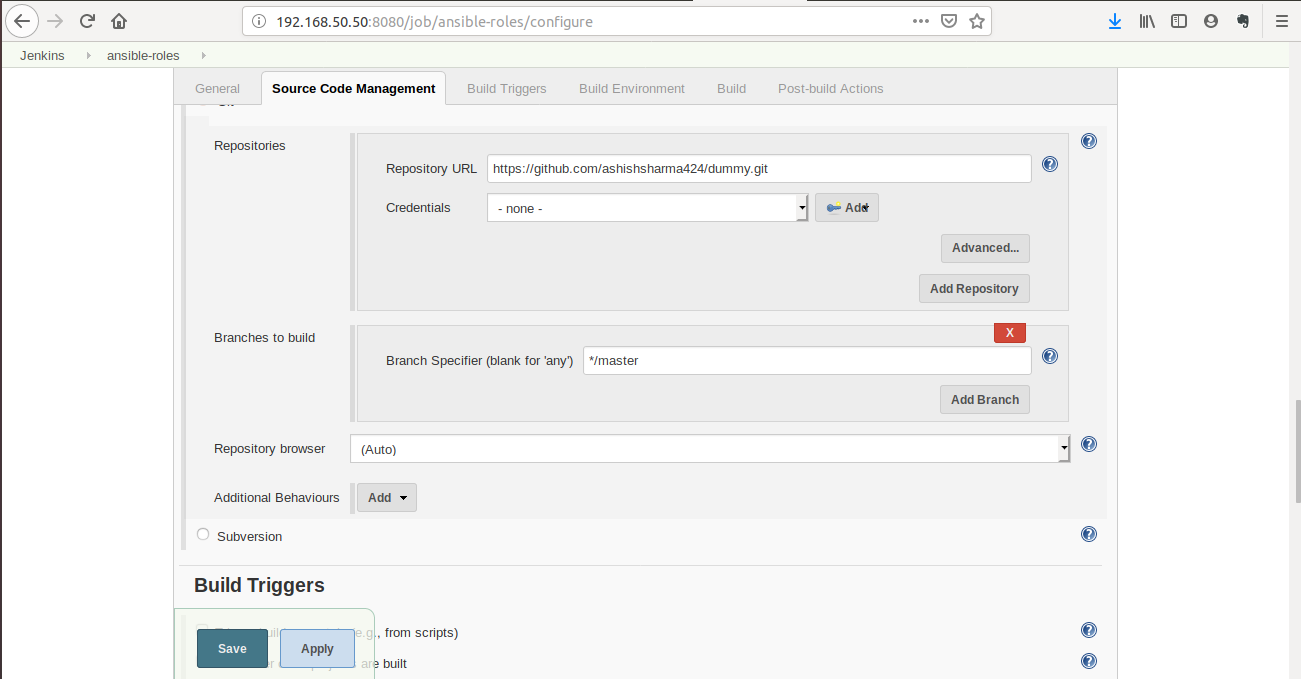 192.168.50.50:8080/job/ansible-roles/configure
Jenkins ansible-roles
General Source Code Management Build Triggers Build Environment Build Post-build Actions
Repositories
Repository URL https://github.com/ashishsharma424/dummy.git
Credentials - none - Add
Advanced...
Add Repository
Branches to build
X
Branch Specifier (blank for 'any') */master
Add Branch
Repository browser (Auto)
Additional Behaviours Add
Subversion
Build Triggers
from scripts)
Save Apply
are built